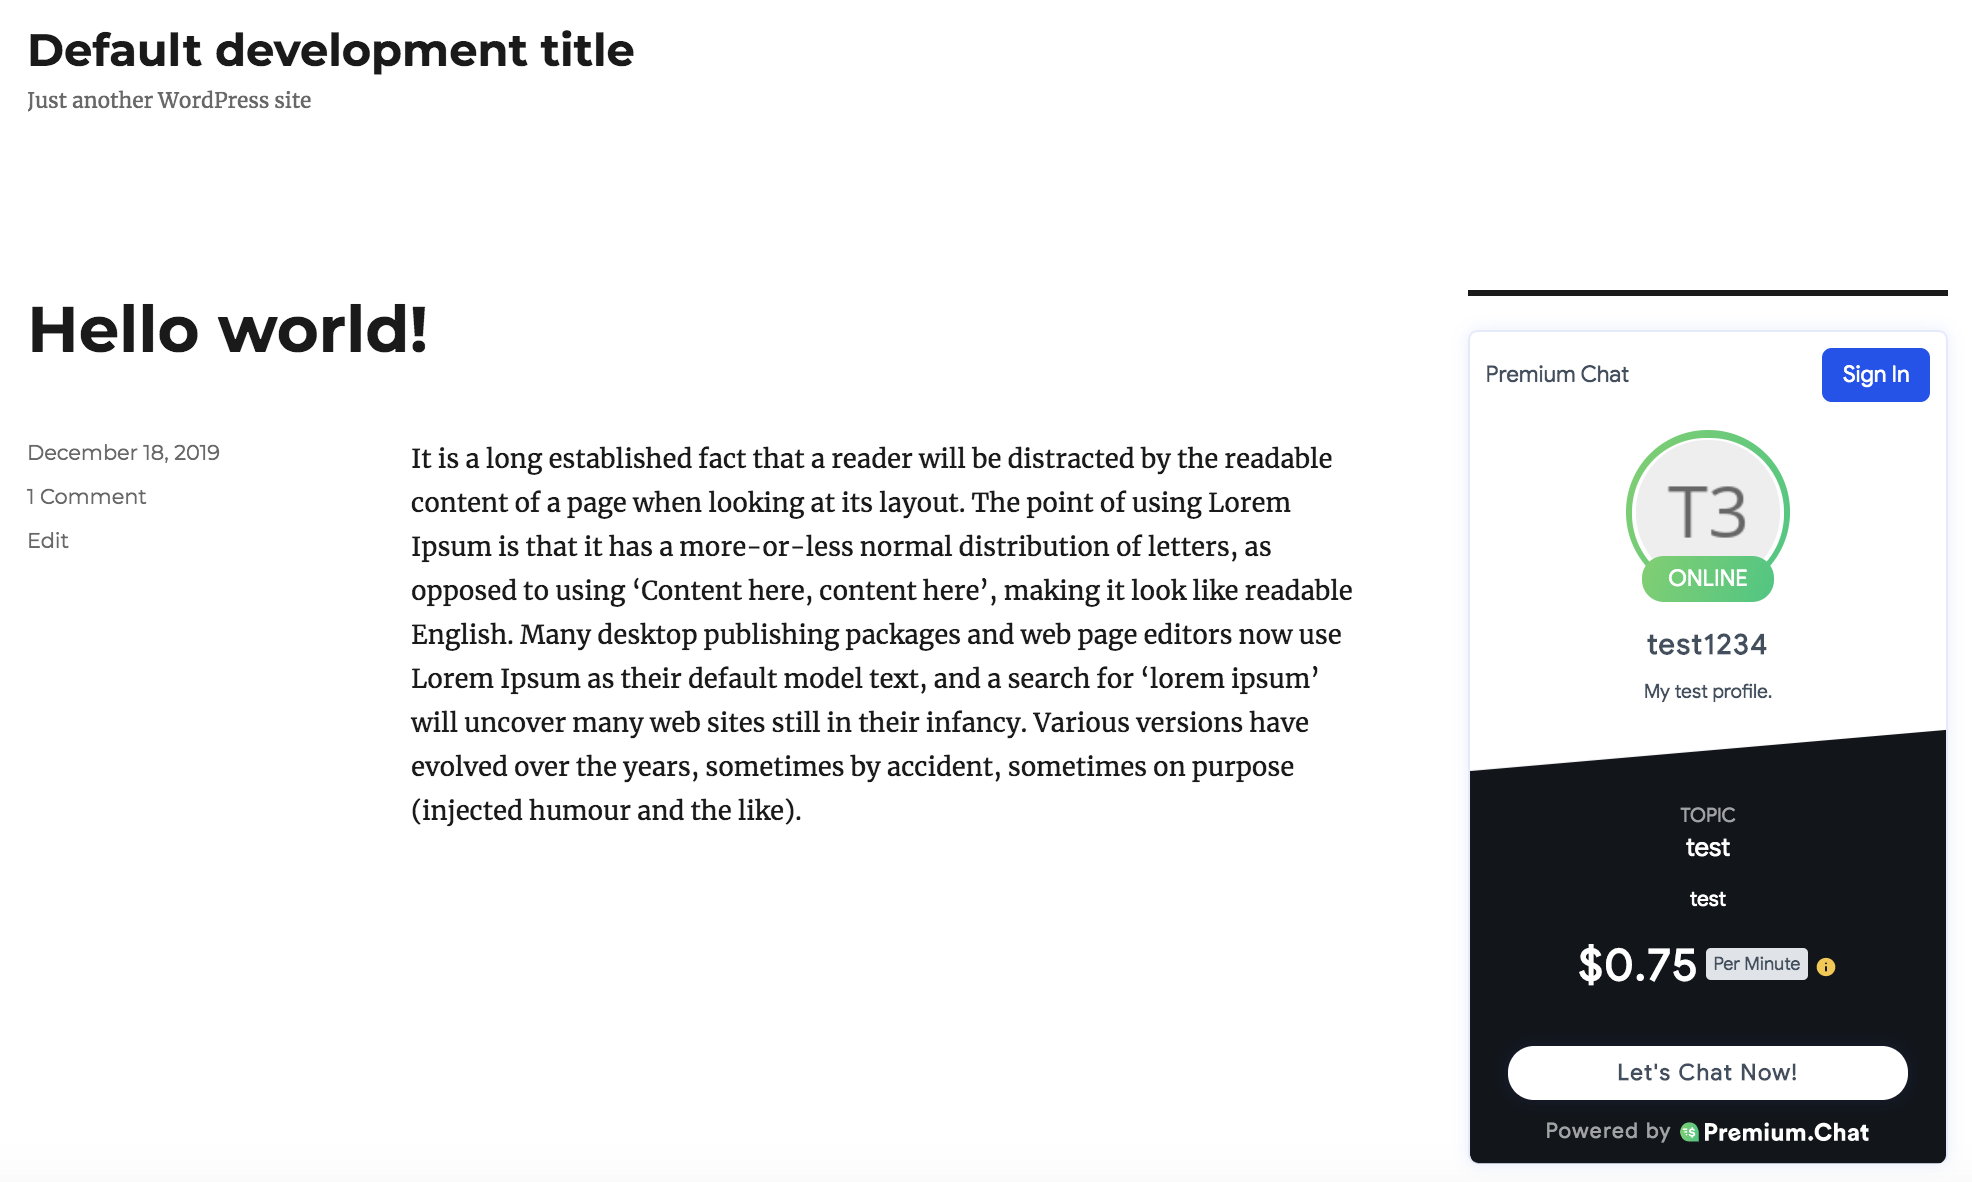 Default development title
Just another WordPress site
Hello world!
December 18, 2019
1 Comment
Edit
It is a long established fact that a reader will be distracted by the readable
content of a page when looking at its layout. The point of using Lorem
Ipsum is that it has a more-or-less normal distribution of letters, as
opposed to using ‘Content here, content here’, making it look like readable
English. Many desktop publishing packages and web page editors now use
Lorem Ipsum as their default model text, and a search for ‘lorem ipsum’
will uncover many web sites still in their infancy. Various versions have
evolved over the years, sometimes by accident, sometimes on purpose
(injected humour and the like).
Premium Chat
Sign In
T3
ONLINE
test1234
My test profile.
TOPIC
test
test
$0.75 Per Minute
Let's Chat Now!
Powered by Premium.Chat